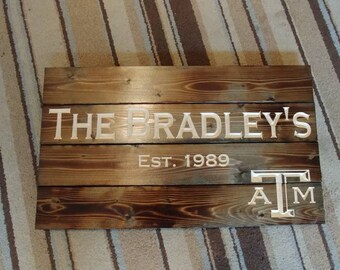 The Bradley's
Est. 1989
ATM